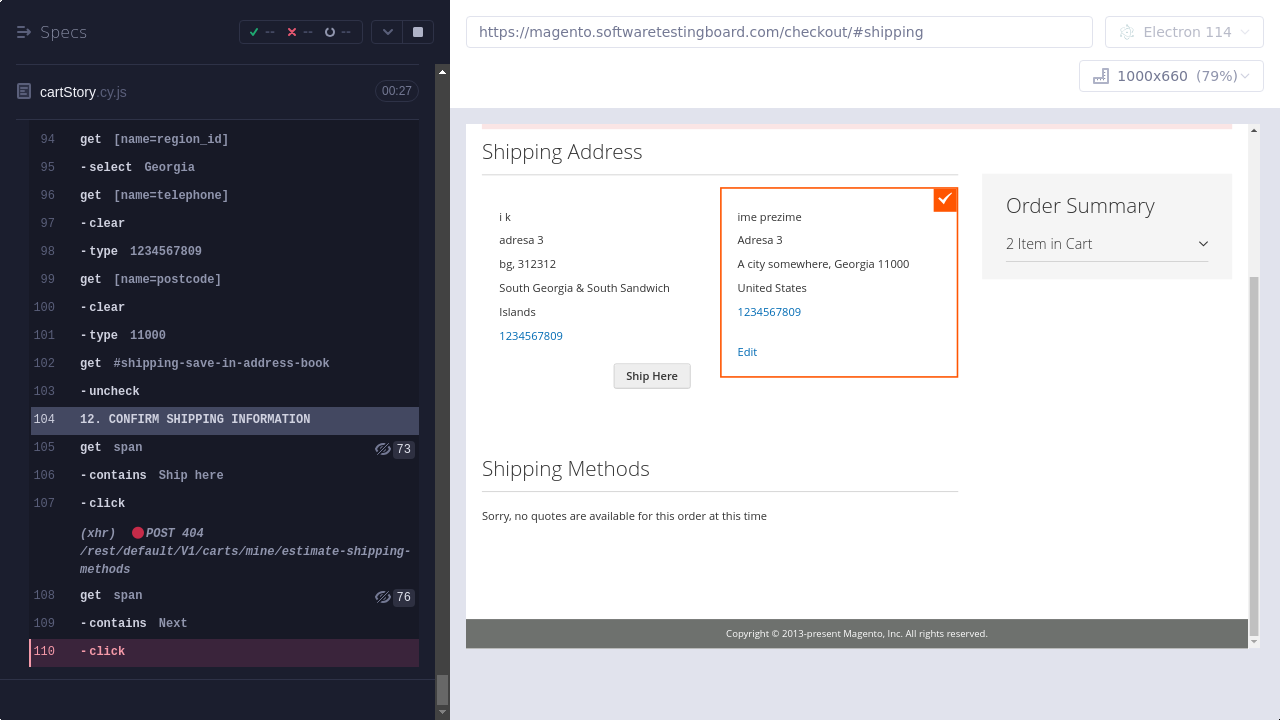 Specs
--
--
--
https://magento.softwaretestingboard.com/checkout/#shipping
Electron 114
1000x660 (79%)
cartStory.cy.js
00:27
94 get [name=region_id]
95 -select Georgia
96 get [name=telephone]
97 -clear
98 -type 1234567809
99 get [name=postcode]
100 -clear
101 -type 11000
102 get #shipping-save-in-address-book
103 -uncheck
104 12. CONFIRM SHIPPING INFORMATION
105 get span 73
106 -contains Ship here
107 -click
(xhr) POST 404
/rest/default/V1/carts/mine/estimate-shipping-
methods
108 get span 76
109 -contains Next
110 -click
Shipping Address
i k
adresa 3
bg, 312312
South Georgia & South Sandwich
Islands
1234567809
Ship Here
ime prezime
Adresa 3
A city somewhere, Georgia 11000
United States
1234567809
Edit
Order Summary
2 Item in Cart
Shipping Methods
Sorry, no quotes are available for this order at this time
Copyright © 2013-present Magento, Inc. All rights reserved.